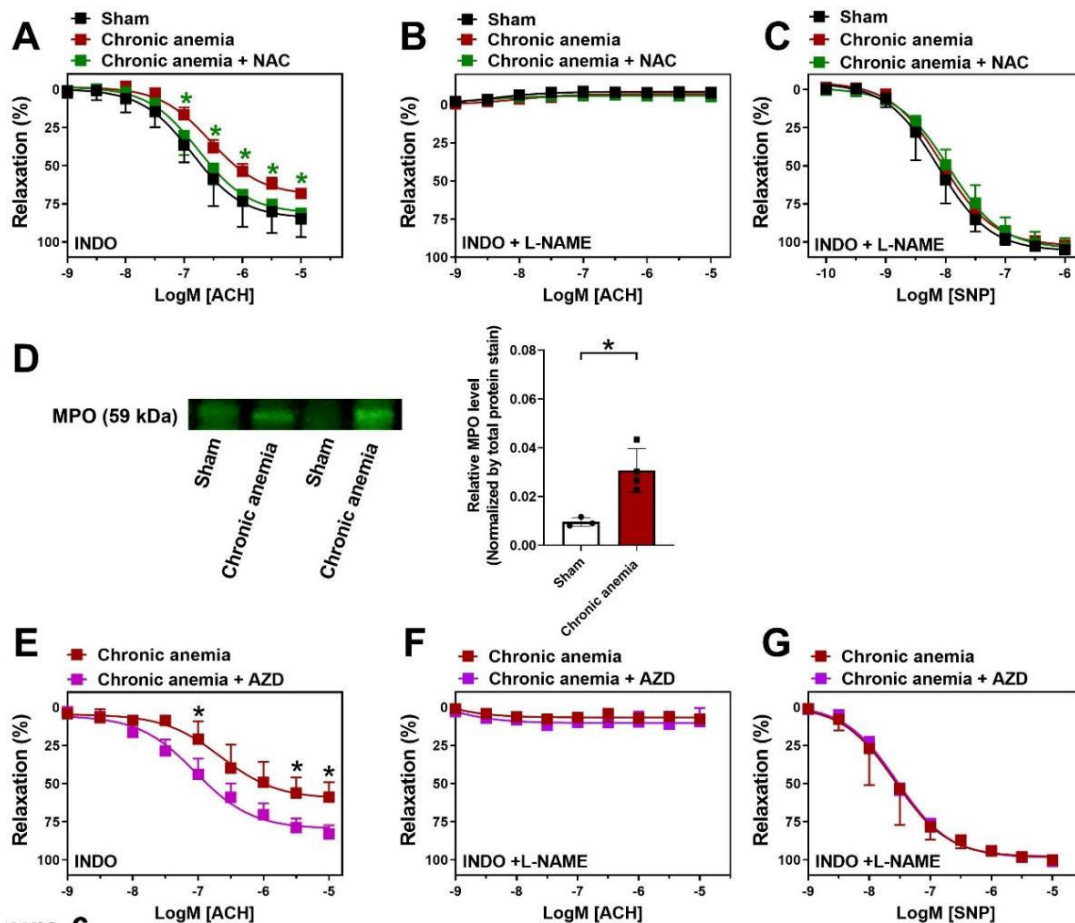 A
Sham
Chronic anemia
Chronic anemia + NAC
Relaxation (%)
0
25
50
75
100
* * * * *
INDO
-9 -8 -7 -6 -5
LogM [ACH]
B
Sham
Chronic anemia
Chronic anemia + NAC
Relaxation (%)
0
25
50
75
100
INDO + L-NAME
-9 -8 -7 -6 -5
LogM [ACH]
C
Sham
Chronic anemia
Chronic anemia + NAC
Relaxation (%)
0
25
50
75
100
INDO + L-NAME
-10 -9 -8 -7 -6
LogM [SNP]
D
MPO (59 kDa)
Sham
Chronic anemia
Sham
Chronic anemia
Relative MPO level
(Normalized by total protein stain)
0.08
0.06
0.04
0.02
0.00
*
Sham
Chronic anemia
E
Chronic anemia
Chronic anemia + AZD
Relaxation (%)
0
25
50
75
100
* * *
INDO
-9 -8 -7 -6 -5
LogM [ACH]
F
Chronic anemia
Chronic anemia + AZD
Relaxation (%)
0
25
50
75
100
INDO +L-NAME
-9 -8 -7 -6 -5
LogM [ACH]
G
Chronic anemia
Chronic anemia + AZD
Relaxation (%)
0
25
50
75
100
INDO +L-NAME
-9 -8 -7 -6 -5
LogM [SNP]